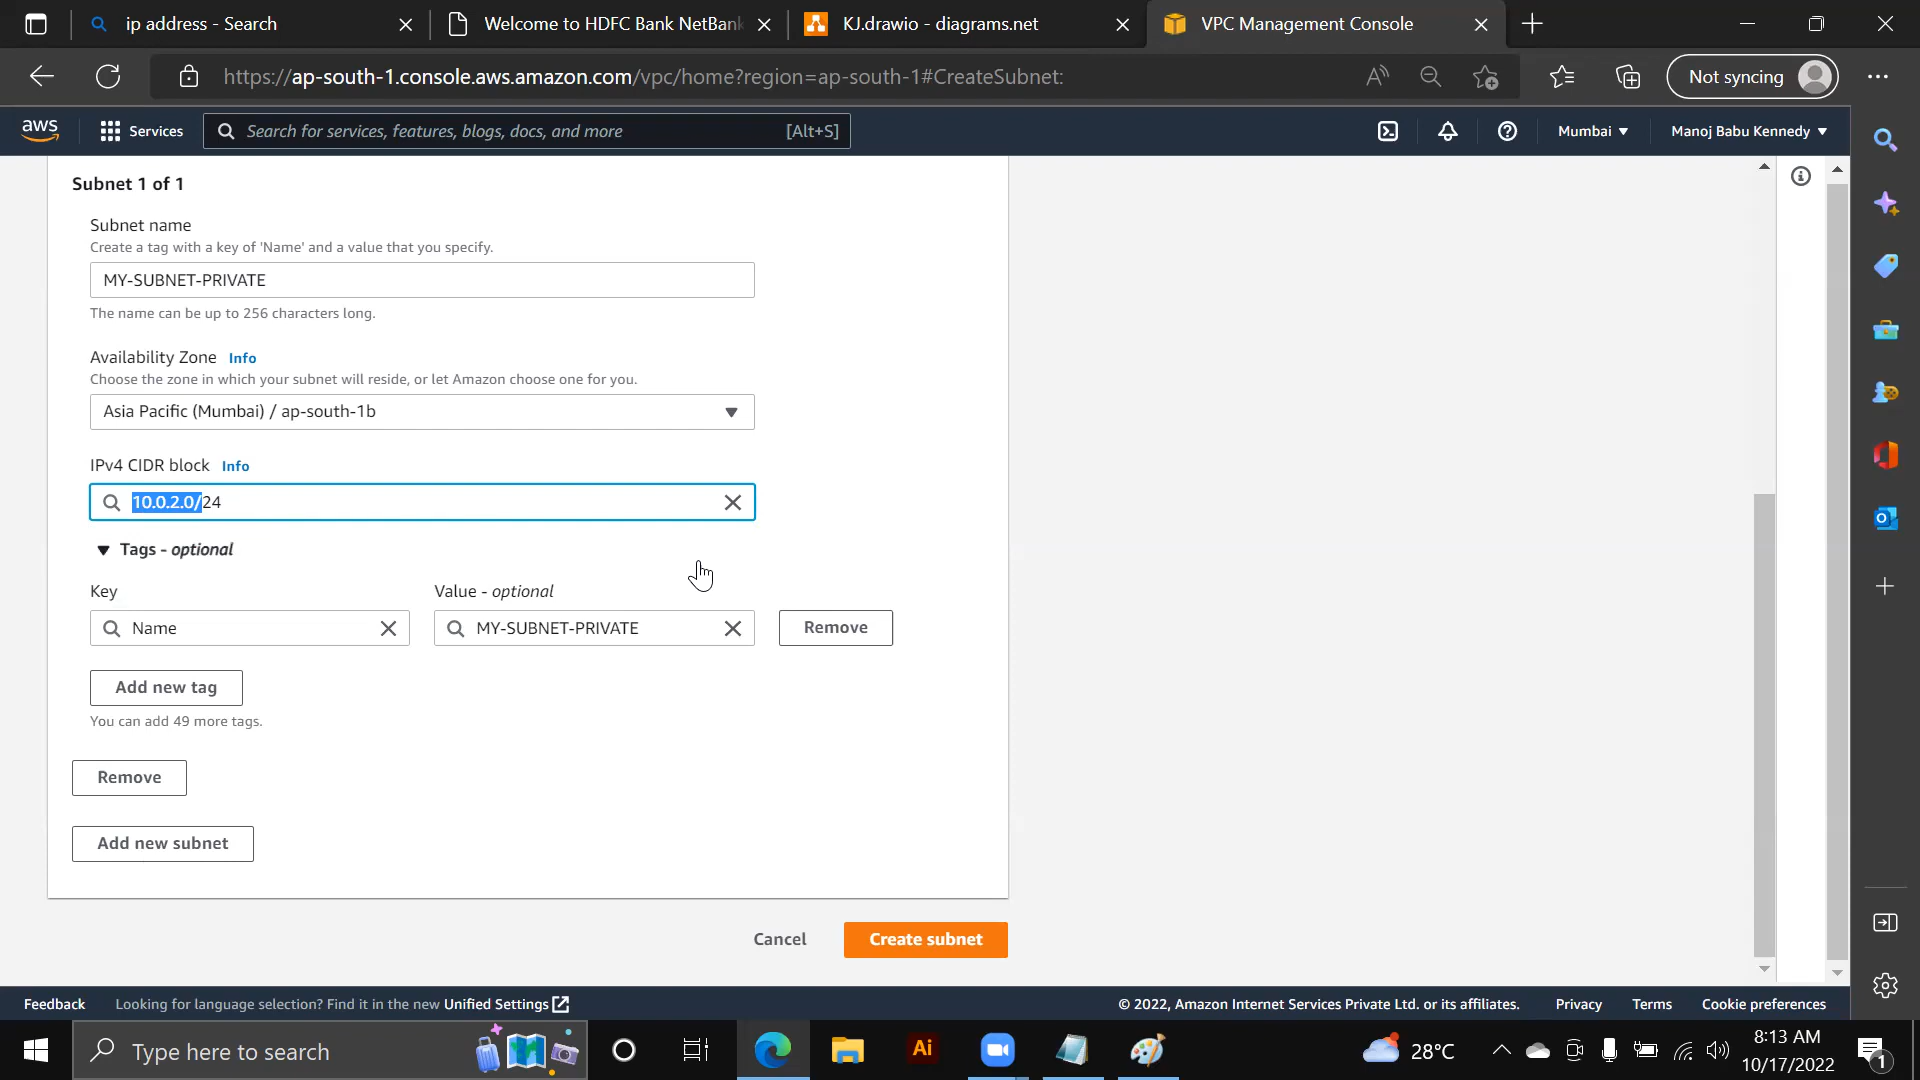 ip address - Search
Welcome to HDFC Bank NetBank
KJ.drawio - diagrams.net
VPC Management Console
https://ap-south-1.console.aws.amazon.com/vpc/home?region=ap-south-1#CreateSubnet:
Not syncing
aws
Services
Search for services, features, blogs, docs, and more
[Alt+S]
Mumbai
Manoj Babu Kennedy
Subnet 1 of 1
Subnet name
Create a tag with a key of 'Name' and a value that you specify.
MY-SUBNET-PRIVATE
The name can be up to 256 characters long.
Availability Zone Info
Choose the zone in which your subnet will reside, or let Amazon choose one for you.
Asia Pacific (Mumbai) / ap-south-1b
IPv4 CIDR block Info
10.0.2.0/24
Tags - optional
Key
Value - optional
Name
MY-SUBNET-PRIVATE
Remove
Add new tag
You can add 49 more tags.
Remove
Add new subnet
Cancel
Create subnet
Feedback
Looking for language selection? Find it in the new Unified Settings
© 2022, Amazon Internet Services Private Ltd. or its affiliates.
Privacy
Terms
Cookie preferences
Type here to search
Ai
28°C
8:13 AM
10/17/2022
1